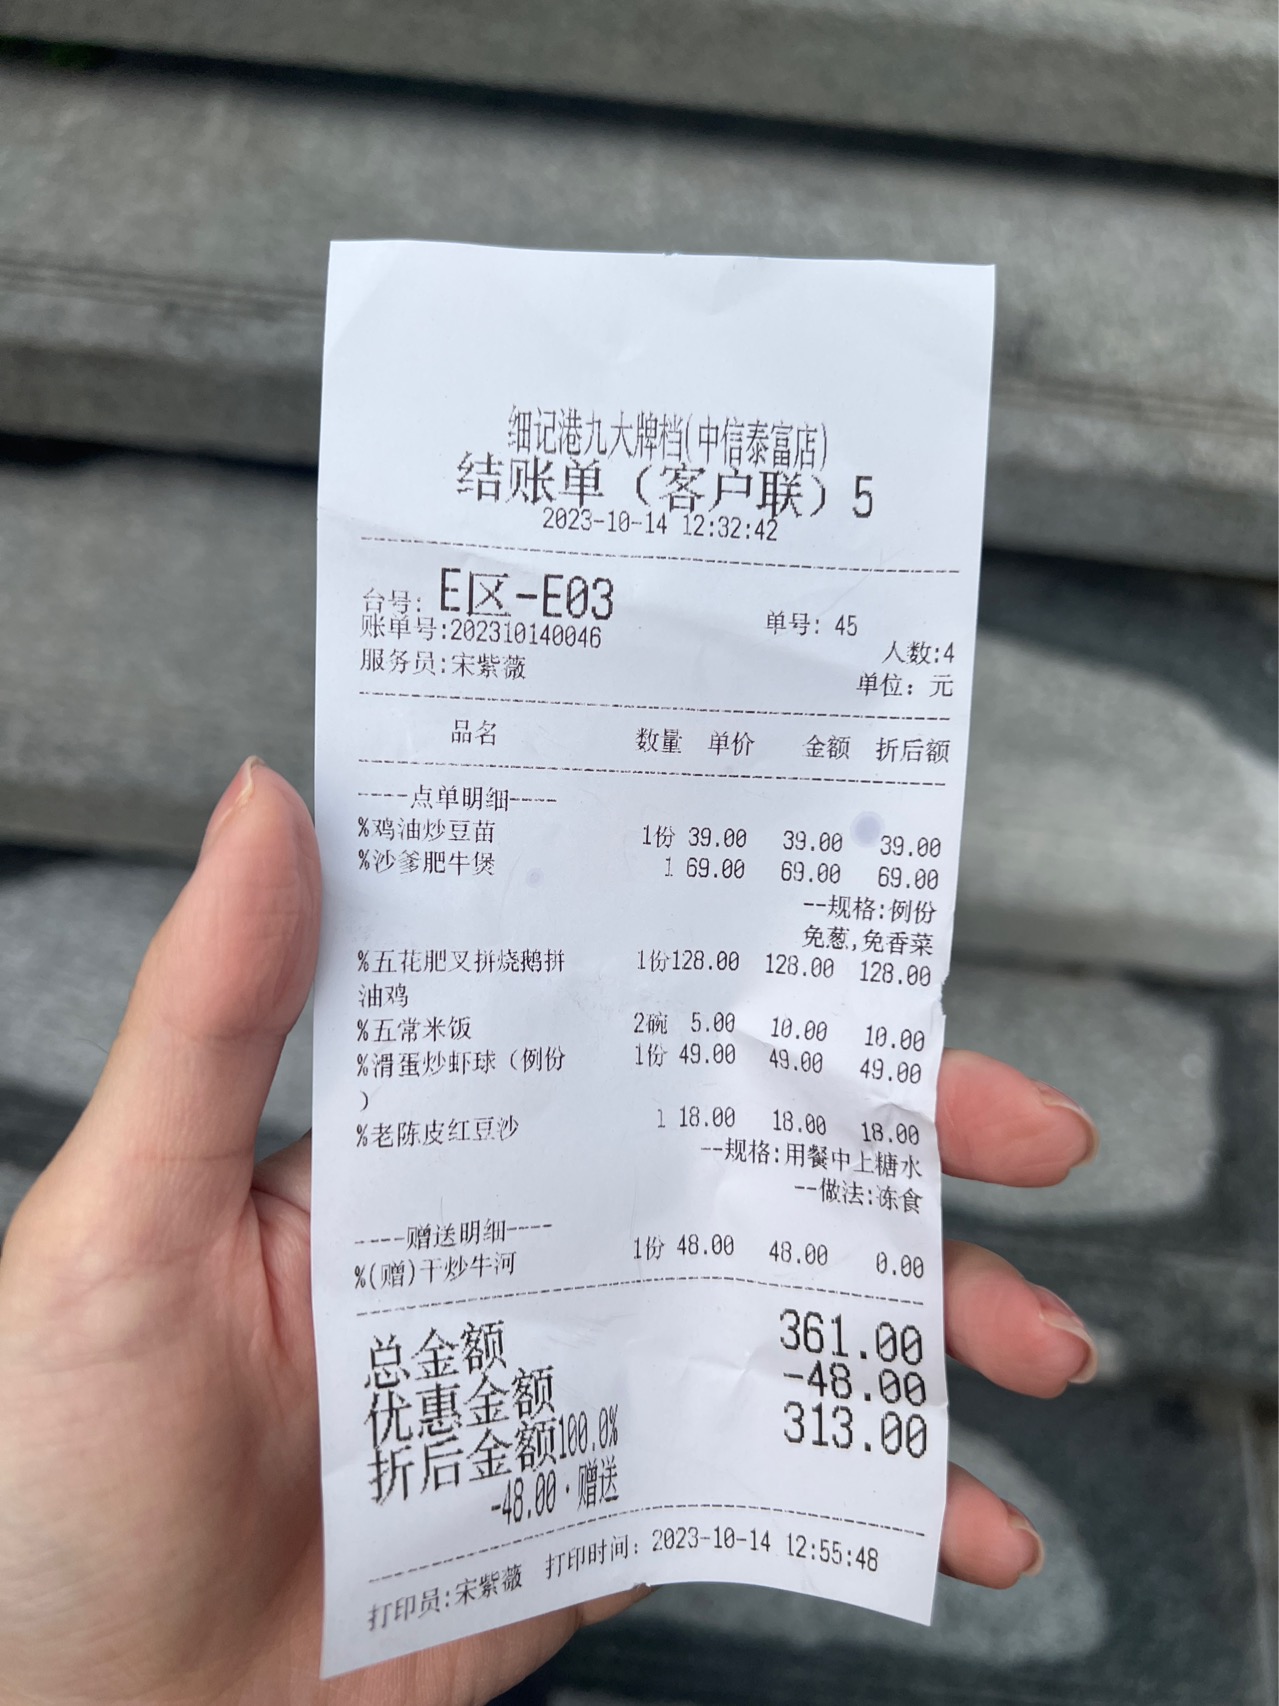 细记港九大牌档(中信泰富店)
结账单（客户联）5
2023-10-14 12:32:42
台号: E区-E03 单号: 45
账单号:202310140046 人数:4
服务员:宋紫薇 单位: 元
品名 数量 单价 金额 折后额
----点单明细----
%鸡油炒豆苗 1份 39.00 39.00 39.00
%沙爹肥牛煲 1 69.00 69.00 69.00
--规格:例份
免葱,免香菜
%五花肥叉拼烧鹅拼 1份128.00 128.00 128.00
油鸡
%五常米饭 2碗 5.00 10.00 10.00
%滑蛋炒虾球（例份 1份 49.00 49.00 49.00
）
%老陈皮红豆沙 1 18.00 18.00 18.00
--规格:用餐中上糖水
--做法:冻食
----赠送明细----
%(赠)干炒牛河 1份 48.00 48.00 0.00
总金额 361.00
优惠金额 -48.00
折后金额100.0% 313.00
-48.00·赠送
打印员:宋紫薇 打印时间: 2023-10-14 12:55:48